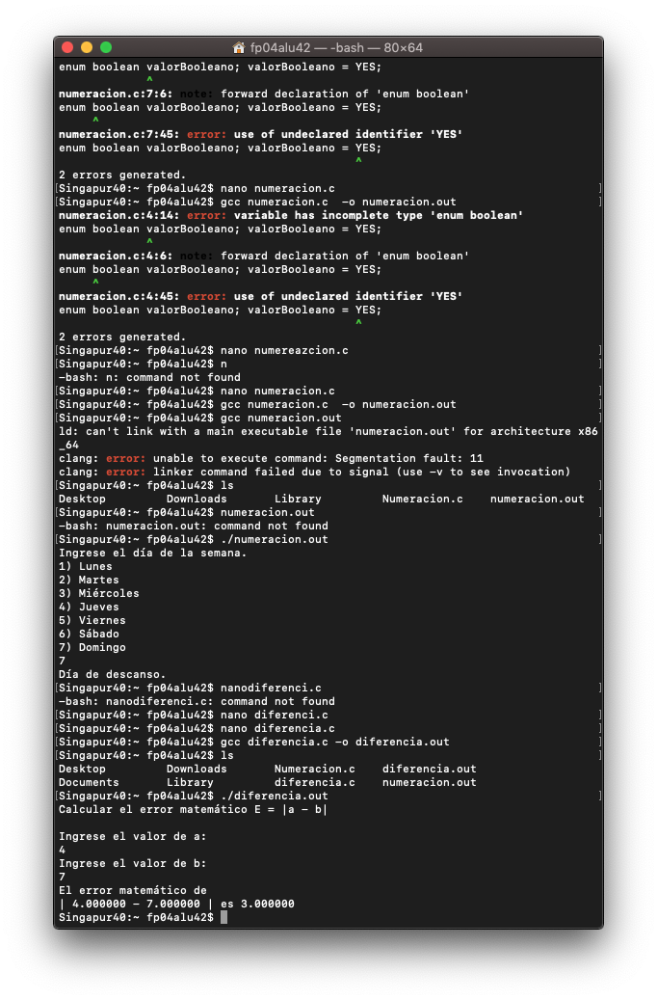 fp04alu42 — -bash — 80×64
enum boolean valorBooleano; valorBooleano = YES;
^
numeracion.c:7:6: note: forward declaration of 'enum boolean'
enum boolean valorBooleano; valorBooleano = YES;
^
numeracion.c:7:45: error: use of undeclared identifier 'YES'
enum boolean valorBooleano; valorBooleano = YES;
^
2 errors generated.
[Singapur40:~ fp04alu42$ nano numeracion.c ]
[Singapur40:~ fp04alu42$ gcc numeracion.c  -o numeracion.out ]
numeracion.c:4:14: error: variable has incomplete type 'enum boolean'
enum boolean valorBooleano; valorBooleano = YES;
^
numeracion.c:4:6: note: forward declaration of 'enum boolean'
enum boolean valorBooleano; valorBooleano = YES;
^
numeracion.c:4:45: error: use of undeclared identifier 'YES'
enum boolean valorBooleano; valorBooleano = YES;
^
2 errors generated.
[Singapur40:~ fp04alu42$ nano numereazcion.c ]
[Singapur40:~ fp04alu42$ n ]
-bash: n: command not found
[Singapur40:~ fp04alu42$ nano numeracion.c ]
[Singapur40:~ fp04alu42$ gcc numeracion.c  -o numeracion.out ]
[Singapur40:~ fp04alu42$ gcc numeracion.out ]
ld: can't link with a main executable file 'numeracion.out' for architecture x86
_64
clang: error: unable to execute command: Segmentation fault: 11
clang: error: linker command failed due to signal (use -v to see invocation)
[Singapur40:~ fp04alu42$ ls ]
Desktop Downloads Library Numeracion.c numeracion.out
[Singapur40:~ fp04alu42$ numeracion.out ]
-bash: numeracion.out: command not found
[Singapur40:~ fp04alu42$ ./numeracion.out ]
Ingrese el día de la semana.
1) Lunes
2) Martes
3) Miércoles
4) Jueves
5) Viernes
6) Sábado
7) Domingo
7
Día de descanso.
[Singapur40:~ fp04alu42$ nanodiferenci.c ]
-bash: nanodiferenci.c: command not found
[Singapur40:~ fp04alu42$ nano diferenci.c ]
[Singapur40:~ fp04alu42$ nano diferencia.c ]
[Singapur40:~ fp04alu42$ gcc diferencia.c -o diferencia.out ]
[Singapur40:~ fp04alu42$ ls ]
Desktop Downloads Numeracion.c diferencia.out
Documents Library diferencia.c numeracion.out
[Singapur40:~ fp04alu42$ ./diferencia.out ]
Calcular el error matemático E = |a - b|
Ingrese el valor de a:
4
Ingrese el valor de b:
7
El error matemático de
| 4.000000 - 7.000000 | es 3.000000
Singapur40:~ fp04alu42$